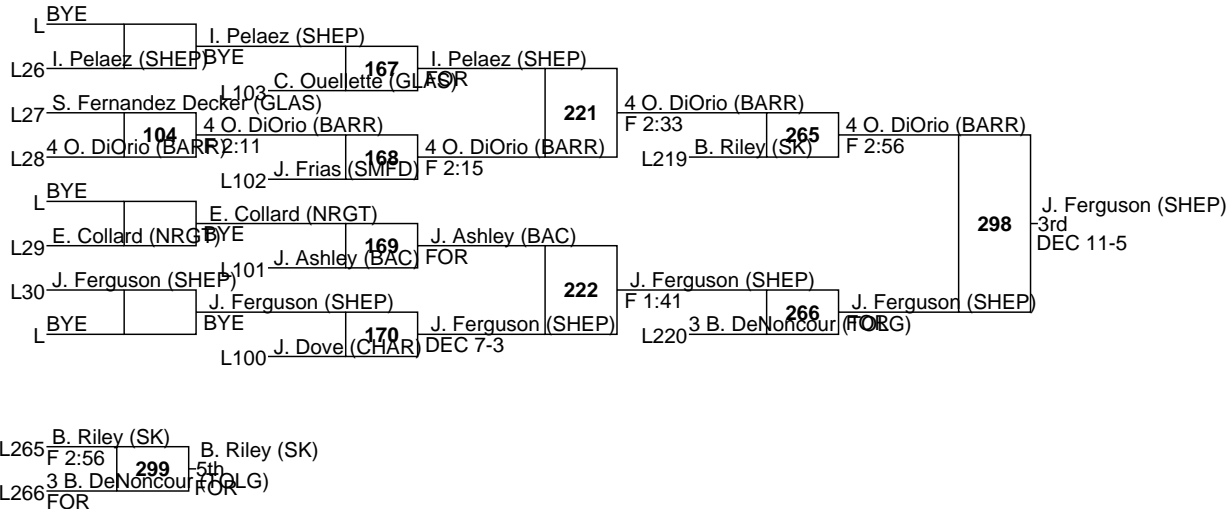 L BYE
I. Pelaez (SHEP)
L26 I. Pelaez (SHEP) BYE 167 I. Pelaez (SHEP)
L103 C. Ouellette (GLAS) FOR
L27 S. Fernandez Decker (GLAS) 221 4 O. DiOrio (BARR)
104 4 O. DiOrio (BARR) F 2:33 265 4 O. DiOrio (BARR)
L28 4 O. DiOrio (BARR) F 2:11 168 4 O. DiOrio (BARR) L219 B. Riley (SK) F 2:56
L102 J. Frias (SMFD) F 2:15
L BYE
E. Collard (NRGT) 298 J. Ferguson (SHEP)
L29 E. Collard (NRGT) BYE 169 J. Ashley (BAC) 3rd
L101 J. Ashley (BAC) FOR DEC 11-5
L30 J. Ferguson (SHEP) 222 J. Ferguson (SHEP)
J. Ferguson (SHEP) F 1:41 266 J. Ferguson (SHEP)
L BYE BYE 170 J. Ferguson (SHEP) L220 3 B. DeNoncour (TOLG) FOR
L100 J. Dove (CHAR) DEC 7-3
L265 B. Riley (SK) B. Riley (SK)
F 2:56 299 5th
L266 3 B. DeNoncour (TOLG) FOR
FOR